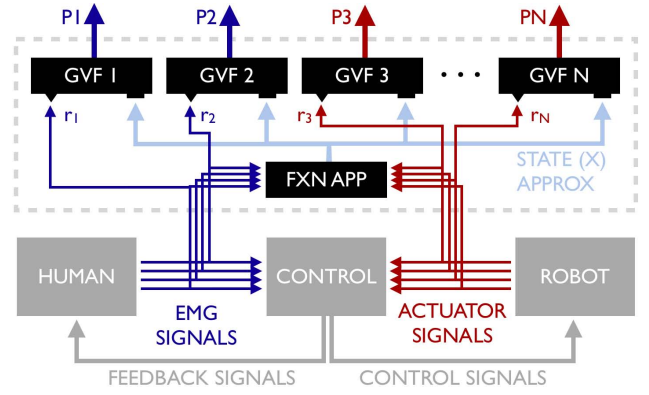 P1 P2 P3 PN
GVF 1 GVF 2 GVF 3 ... GVF N
r1 r2 r3 rN
STATE (X)
APPROX
FXN APP
HUMAN CONTROL ROBOT
EMG
SIGNALS
ACTUATOR
SIGNALS
FEEDBACK SIGNALS CONTROL SIGNALS